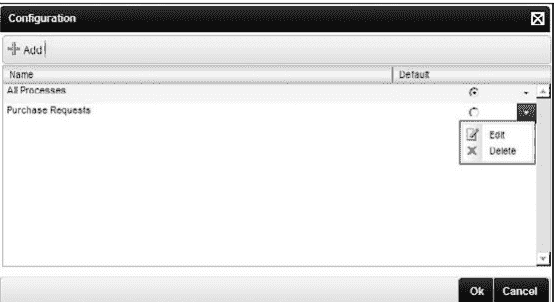 Configuration
Add
Name Default
All Processes
Purchase Requests
Edit
Delete
Ok Cancel